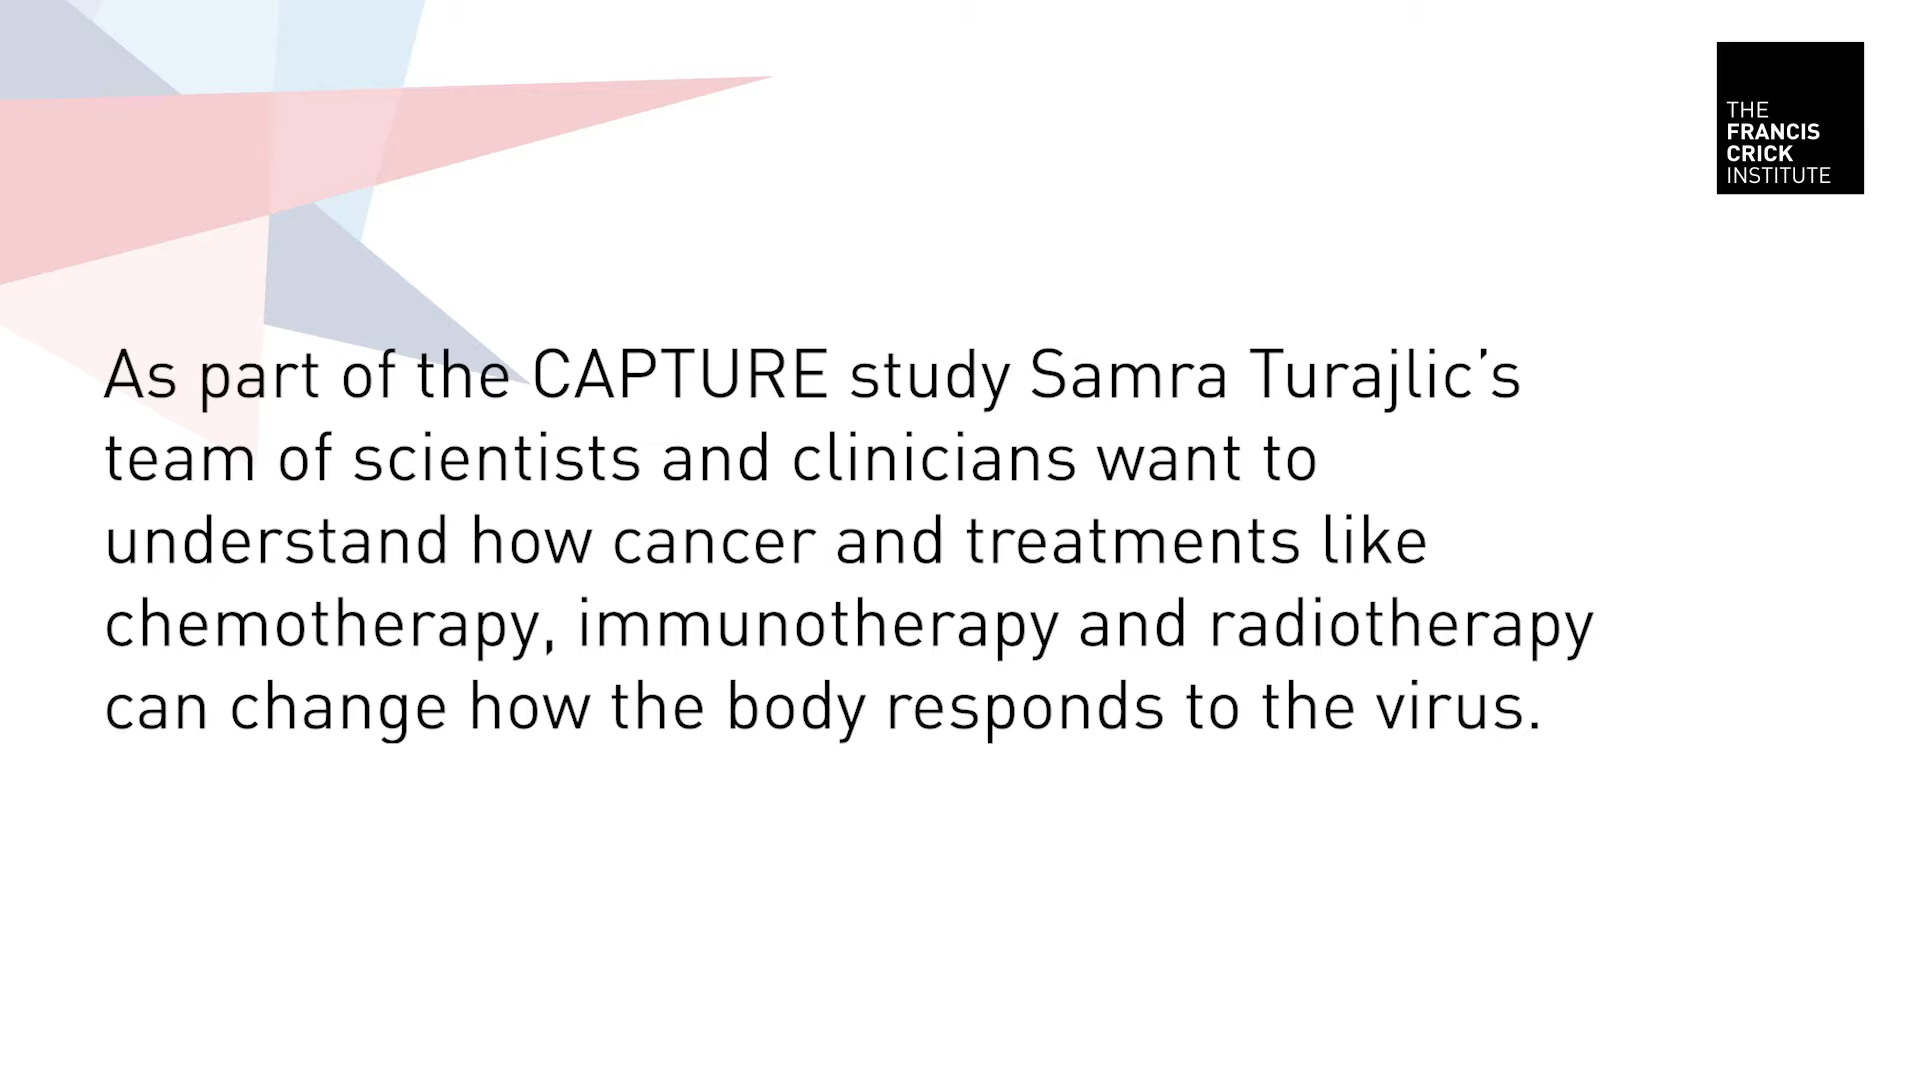 THE
FRANCIS
CRICK
INSTITUTE
As part of the CAPTURE study Samra Turajlic’s
team of scientists and clinicians want to
understand how cancer and treatments like
chemotherapy, immunotherapy and radiotherapy
can change how the body responds to the virus.